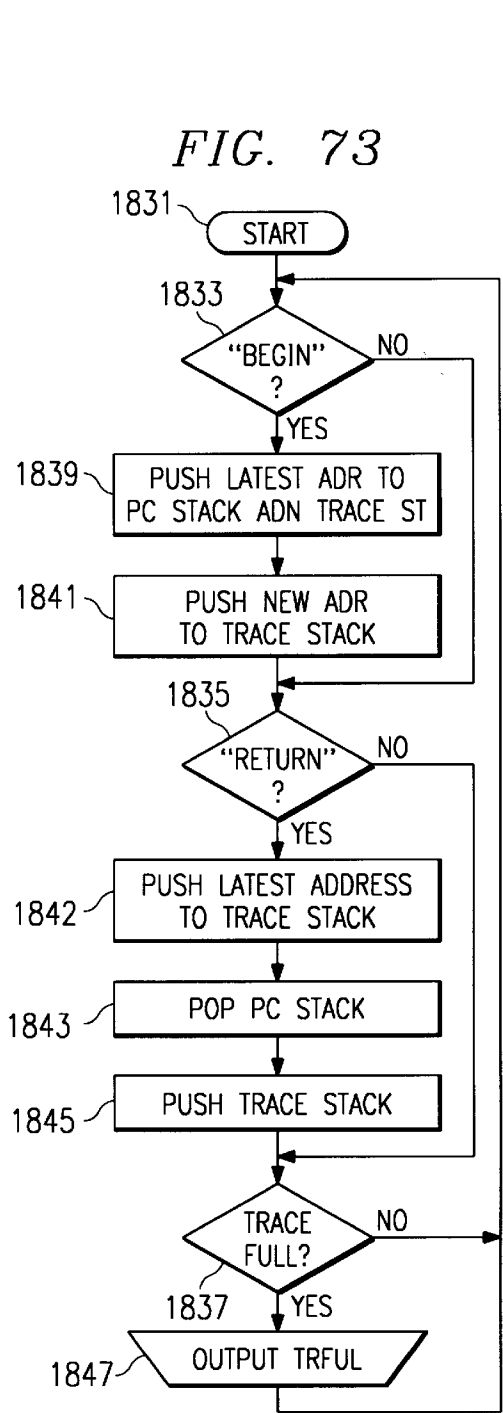 FIG. 73
1831
START
1833
"BEGIN"
?
NO
YES
1839
PUSH LATEST ADR TO
PC STACK ADN TRACE ST
1841
PUSH NEW ADR
TO TRACE STACK
1835
"RETURN"
?
NO
YES
1842
PUSH LATEST ADDRESS
TO TRACE STACK
1843
POP PC STACK
1845
PUSH TRACE STACK
TRACE
FULL?
NO
1837
YES
1847
OUTPUT TRFUL